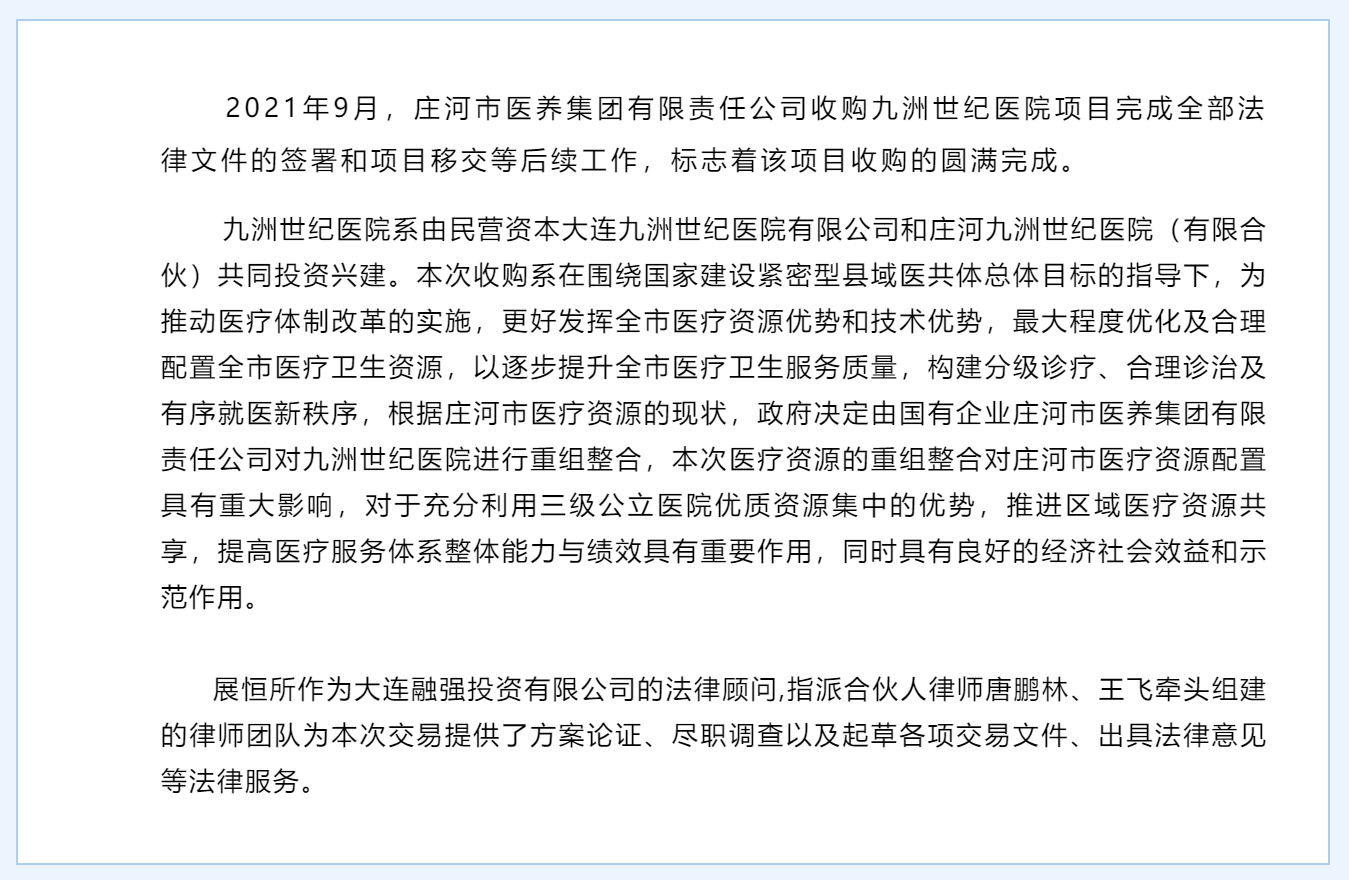 2021年9月，庄河市医养集团有限责任公司收购九洲世纪医院项目完成全部法
律文件的签署和项目移交等后续工作，标志着该项目收购的圆满完成。
九洲世纪医院系由民营资本大连九洲世纪医院有限公司和庄河九洲世纪医院（有限合
伙）共同投资兴建。本次收购系在围绕国家建设紧密型县域医共体总体目标的指导下，为
推动医疗体制改革的实施，更好发挥全市医疗资源优势和技术优势，最大程度优化及合理
配置全市医疗卫生资源，以逐步提升全市医疗卫生服务质量，构建分级诊疗、合理诊治及
有序就医新秩序，根据庄河市医疗资源的现状，政府决定由国有企业庄河市医养集团有限
责任公司对九洲世纪医院进行重组整合，本次医疗资源的重组整合对庄河市医疗资源配置
具有重大影响，对于充分利用三级公立医院优质资源集中的优势，推进区域医疗资源共
享，提高医疗服务体系整体能力与绩效具有重要作用，同时具有良好的经济社会效益和示
范作用。
展恒所作为大连融强投资有限公司的法律顾问,指派合伙人律师唐鹏林、王飞牵头组建
的律师团队为本次交易提供了方案论证、尽职调查以及起草各项交易文件、出具法律意见
等法律服务。